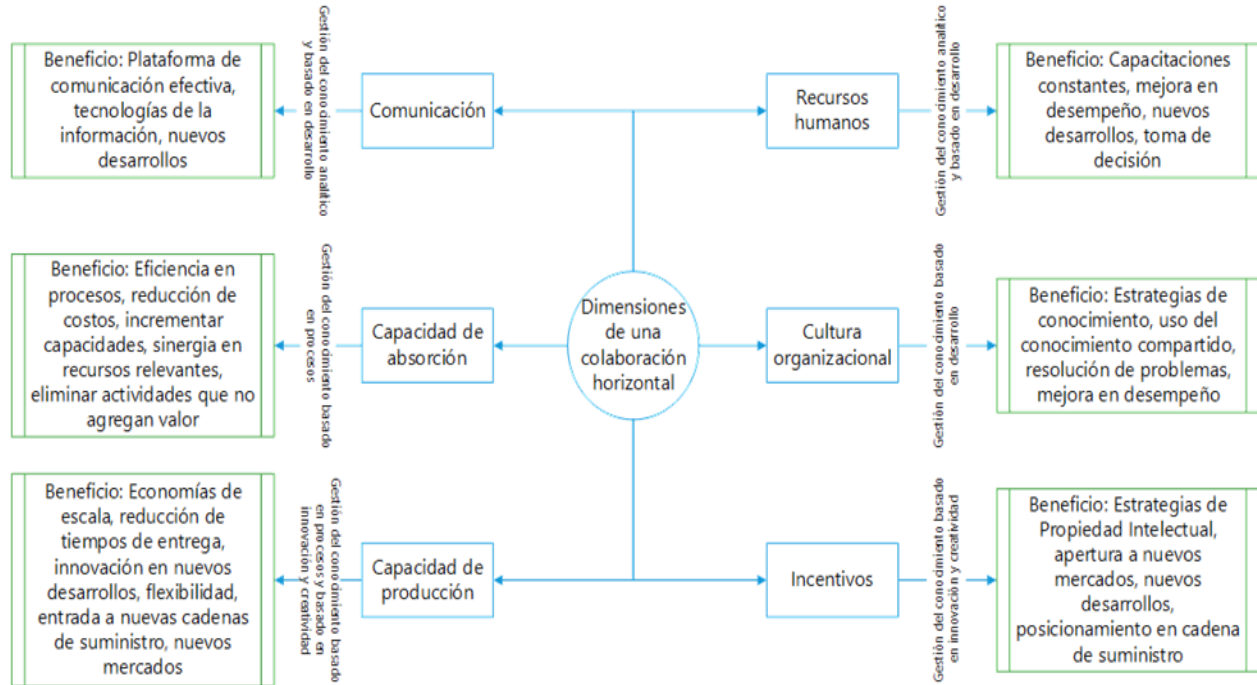 Beneficio: Plataforma de
comunicación efectiva,
tecnologías de la
información, nuevos
desarrollos
Gestión del conocimiento analítico
y basado en desarrollo
Comunicación
Recursos
humanos
Gestión del conocimiento analítico
y basado en desarrollo
Beneficio: Capacitaciones
constantes, mejora en
desempeño, nuevos
desarrollos, toma de
decisión
Beneficio: Eficiencia en
procesos, reducción de
costos, incrementar
capacidades, sinergia en
recursos relevantes,
eliminar actividades que no
agregan valor
Gestión del conocimiento basado
en procesos
Capacidad de
absorción
Dimensiones
de una
colaboración
horizontal
Cultura
organizacional
Gestión del conocimiento basado
en desarrollo
Beneficio: Estrategias de
conocimiento, uso del
conocimiento compartido,
resolución de problemas,
mejora en desempeño
Beneficio: Economías de
escala, reducción de
tiempos de entrega,
innovación en nuevos
desarrollos, flexibilidad,
entrada a nuevas cadenas
de suministro, nuevos
mercados
Gestión del conocimiento basado
en procesos y basado en
innovación y creatividad
Capacidad de
producción
Incentivos
Gestión del conocimiento basado
en innovación y creatividad
Beneficio: Estrategias de
Propiedad Intelectual,
apertura a nuevos
mercados, nuevos
desarrollos,
posicionamiento en cadena
de suministro